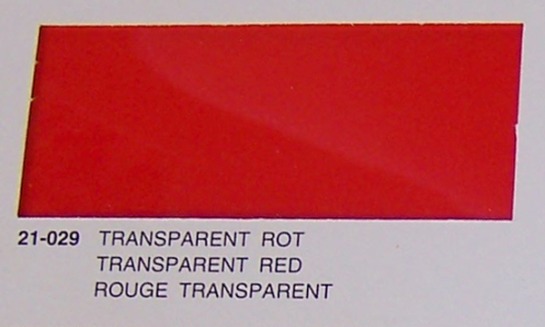 21-029 TRANSPARENT ROT
TRANSPARENT RED
ROUGE TRANSPARENT